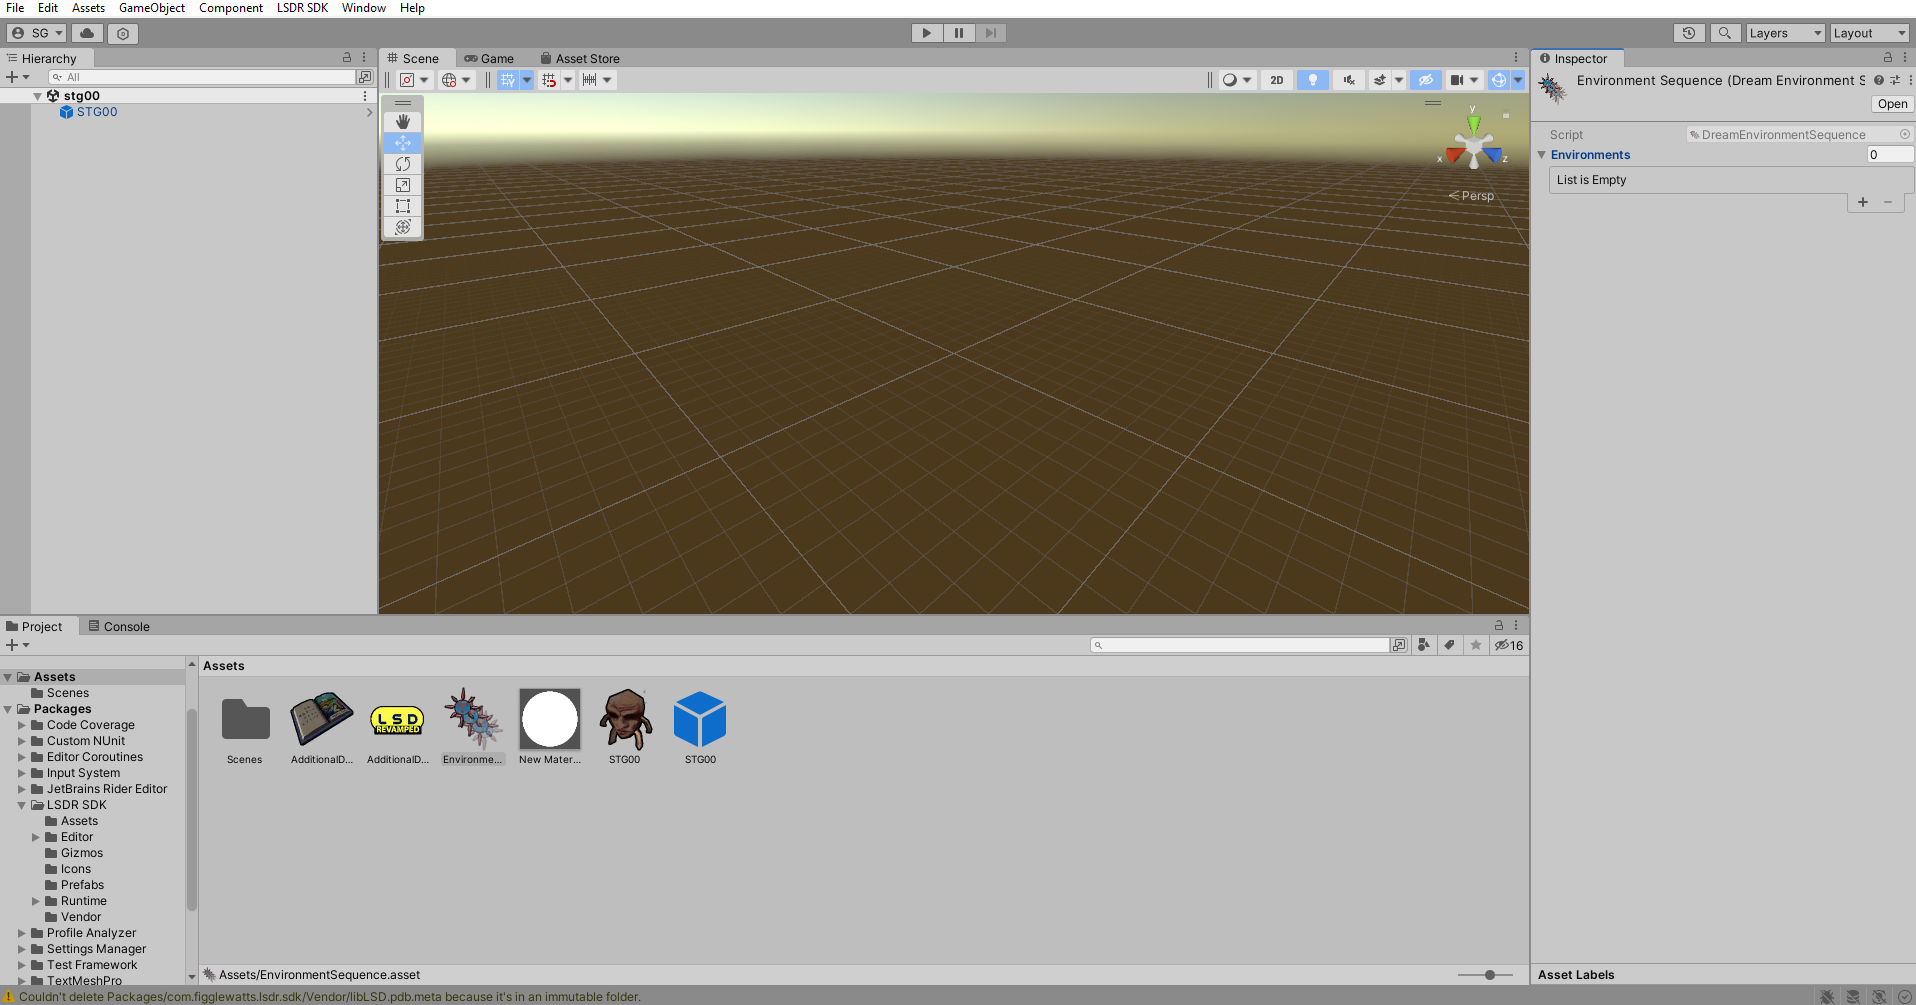 File Edit Assets GameObject Component LSDR SDK Window Help
SG Layers Layout
Hierarchy
All
stg00
STG00
Scene Game Asset Store
2D
y
x z
Persp
Inspector
Environment Sequence (Dream Environment S
Open
Script DreamEnvironmentSequence
Environments 0
List is Empty
+ −
Asset Labels
Project Console
16
Assets
Scenes
Packages
Code Coverage
Custom NUnit
Editor Coroutines
Input System
JetBrains Rider Editor
LSDR SDK
Assets
Editor
Gizmos
Icons
Prefabs
Runtime
Vendor
Profile Analyzer
Settings Manager
Test Framework
TextMeshPro
Assets
LSD
REVAMPED
Scenes AdditionalD... AdditionalD... Environme... New Mater... STG00 STG00
Assets/EnvironmentSequence.asset
Couldn't delete Packages/com.figglewatts.lsdr.sdk/Vendor/libLSD.pdb.meta because it's in an immutable folder.